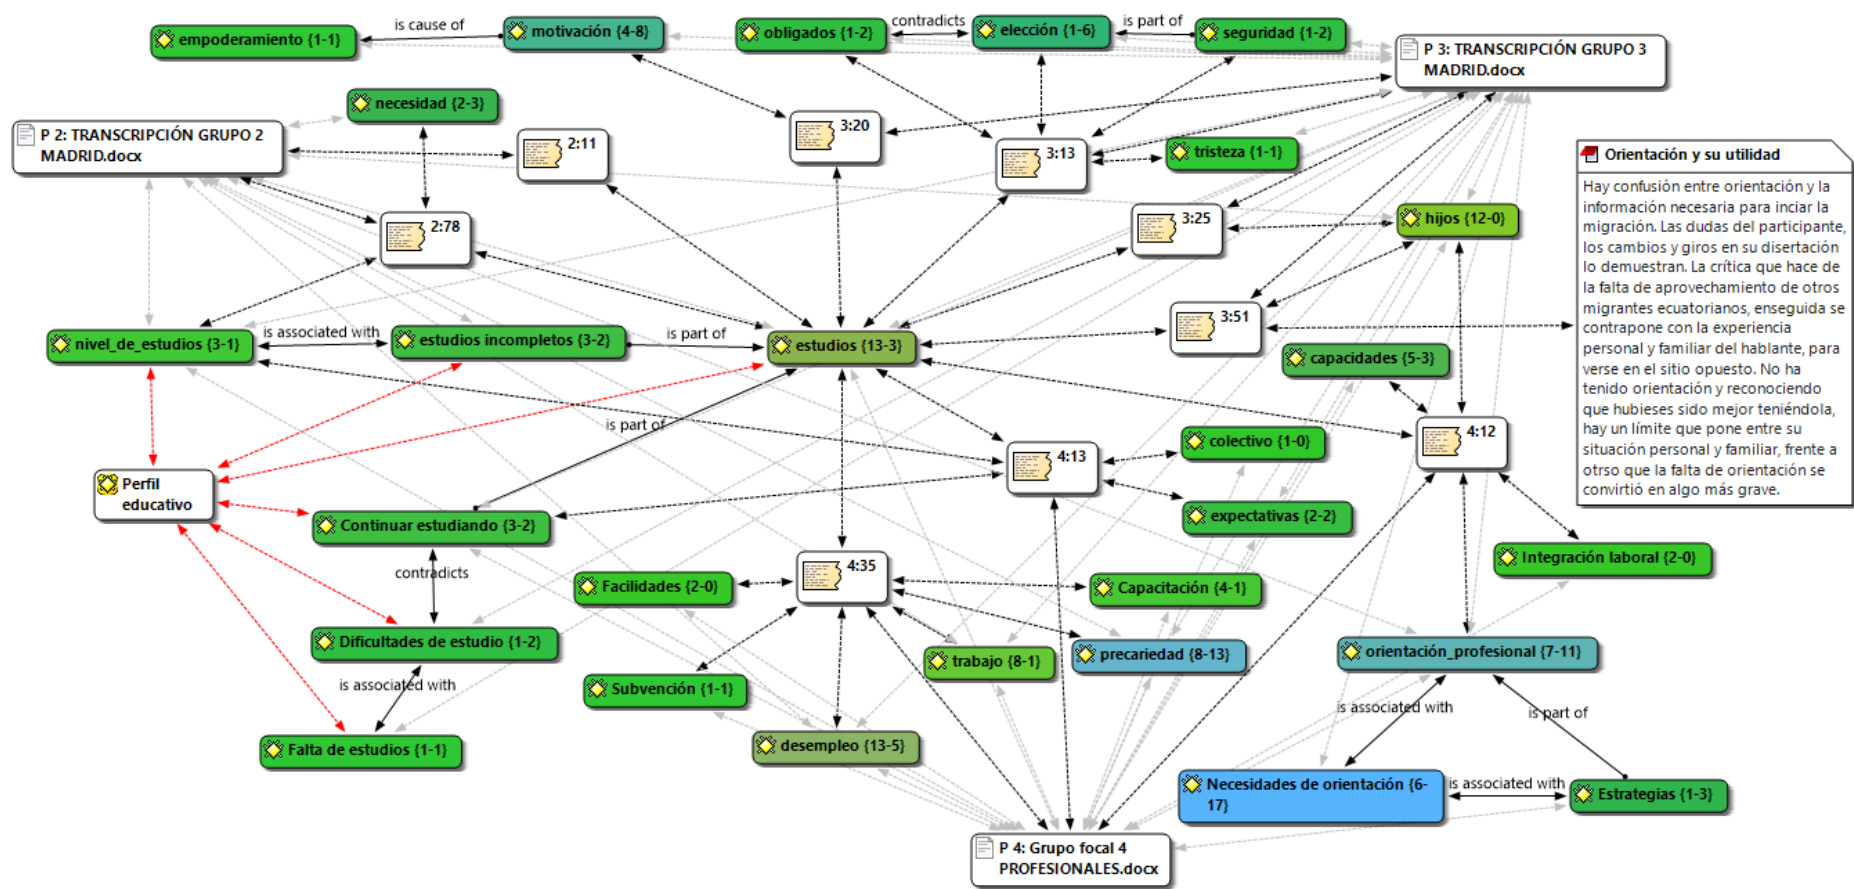 is cause of
motivación {4-8}
obligados {1-2}
contradicts
elección {1-6}
is part of
seguridad {1-2}
empoderamiento {1-1}
P 3: TRANSCRIPCIÓN GRUPO 3
MADRID.docx
necesidad {2-3}
P 2: TRANSCRIPCIÓN GRUPO 2
MADRID.docx
2:11
3:20
3:13
tristeza {1-1}
Orientación y su utilidad
Hay confusión entre orientación y la
información necesaria para inciar la
migración. Las dudas del participante,
los cambios y giros en su disertación
lo demuestran. La crítica que hace de
la falta de aprovechamiento de otros
migrantes ecuatorianos, enseguida se
contrapone con la experiencia
personal y familiar del hablante, para
verse en el sitio opuesto. No ha
tenido orientación y reconociendo
que hubieses sido mejor teniéndola,
hay un límite que pone entre su
situación personal y familiar, frente a
otrso que la falta de orientación se
convirtió en algo más grave.
2:78
3:25
hijos {12-0}
3:51
nivel_de_estudios {3-1}
is associated with
estudios incompletos {3-2}
is part of
estudios {13-3}
capacidades {5-3}
is part of
4:12
colectivo {1-0}
4:13
Perfil
educativo
Continuar estudiando {3-2}
expectativas {2-2}
Integración laboral {2-0}
contradicts
4:35
Facilidades {2-0}
Capacitación {4-1}
Dificultades de estudio {1-2}
trabajo {8-1}
precariedad {8-13}
orientación_profesional {7-11}
is associated with
Subvención {1-1}
is associated with
is part of
Falta de estudios {1-1}
desempleo {13-5}
Necesidades de orientación {6-
17}
is associated with
Estrategias {1-3}
P 4: Grupo focal 4
PROFESIONALES.docx